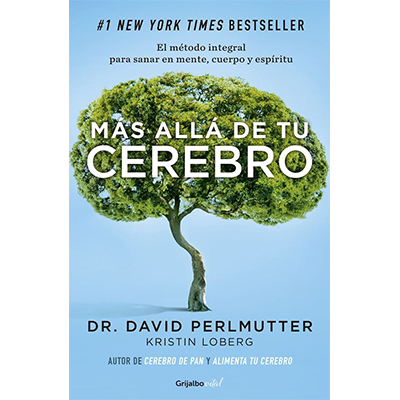 #1 NEW YORK TIMES BESTSELLER
El método integral
para sanar en mente, cuerpo y espíritu
MÁS ALLÁ DE TU
CEREBRO
DR. DAVID PERLMUTTER
KRISTIN LOBERG
AUTOR DE CEREBRO DE PAN Y ALIMENTA TU CEREBRO
Grijalbo vital